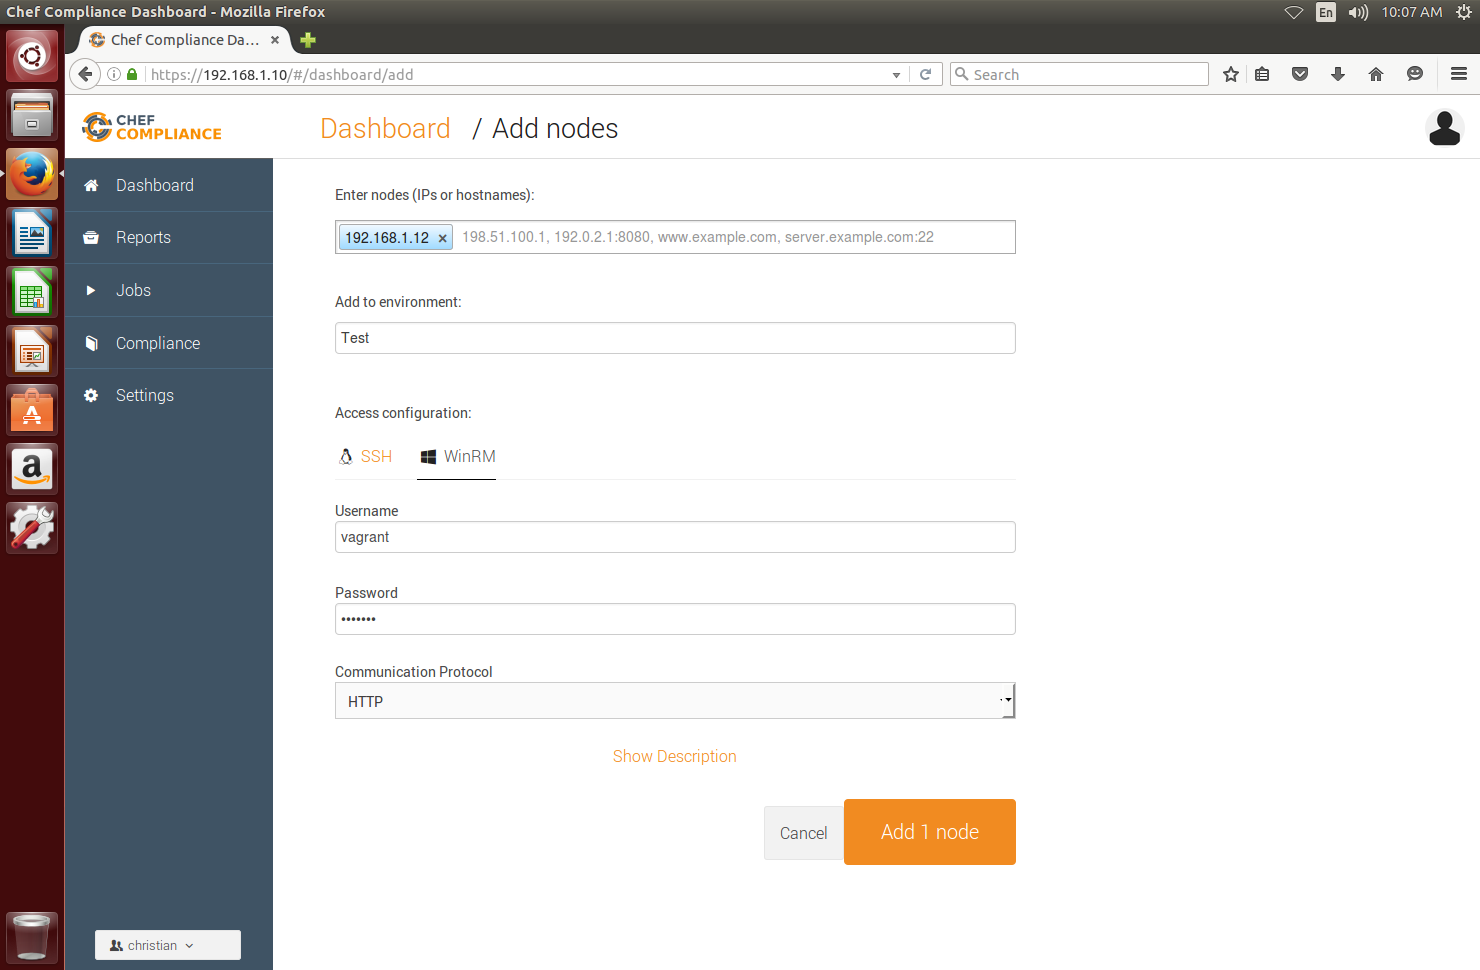 Chef Compliance Dashboard - Mozilla Firefox
En
10:07 AM
Chef Compliance Da...
https://192.168.1.10/#/dashboard/add
Search
CHEF
COMPLIANCE
Dashboard / Add nodes
Dashboard
Reports
Jobs
Compliance
Settings
christian
Enter nodes (IPs or hostnames):
192.168.1.12 × 198.51.100.1, 192.0.2.1:8080, www.example.com, server.example.com:22
Add to environment:
Test
Access configuration:
SSH WinRM
Username
vagrant
Password
•••••••
Communication Protocol
HTTP
Show Description
Cancel
Add 1 node